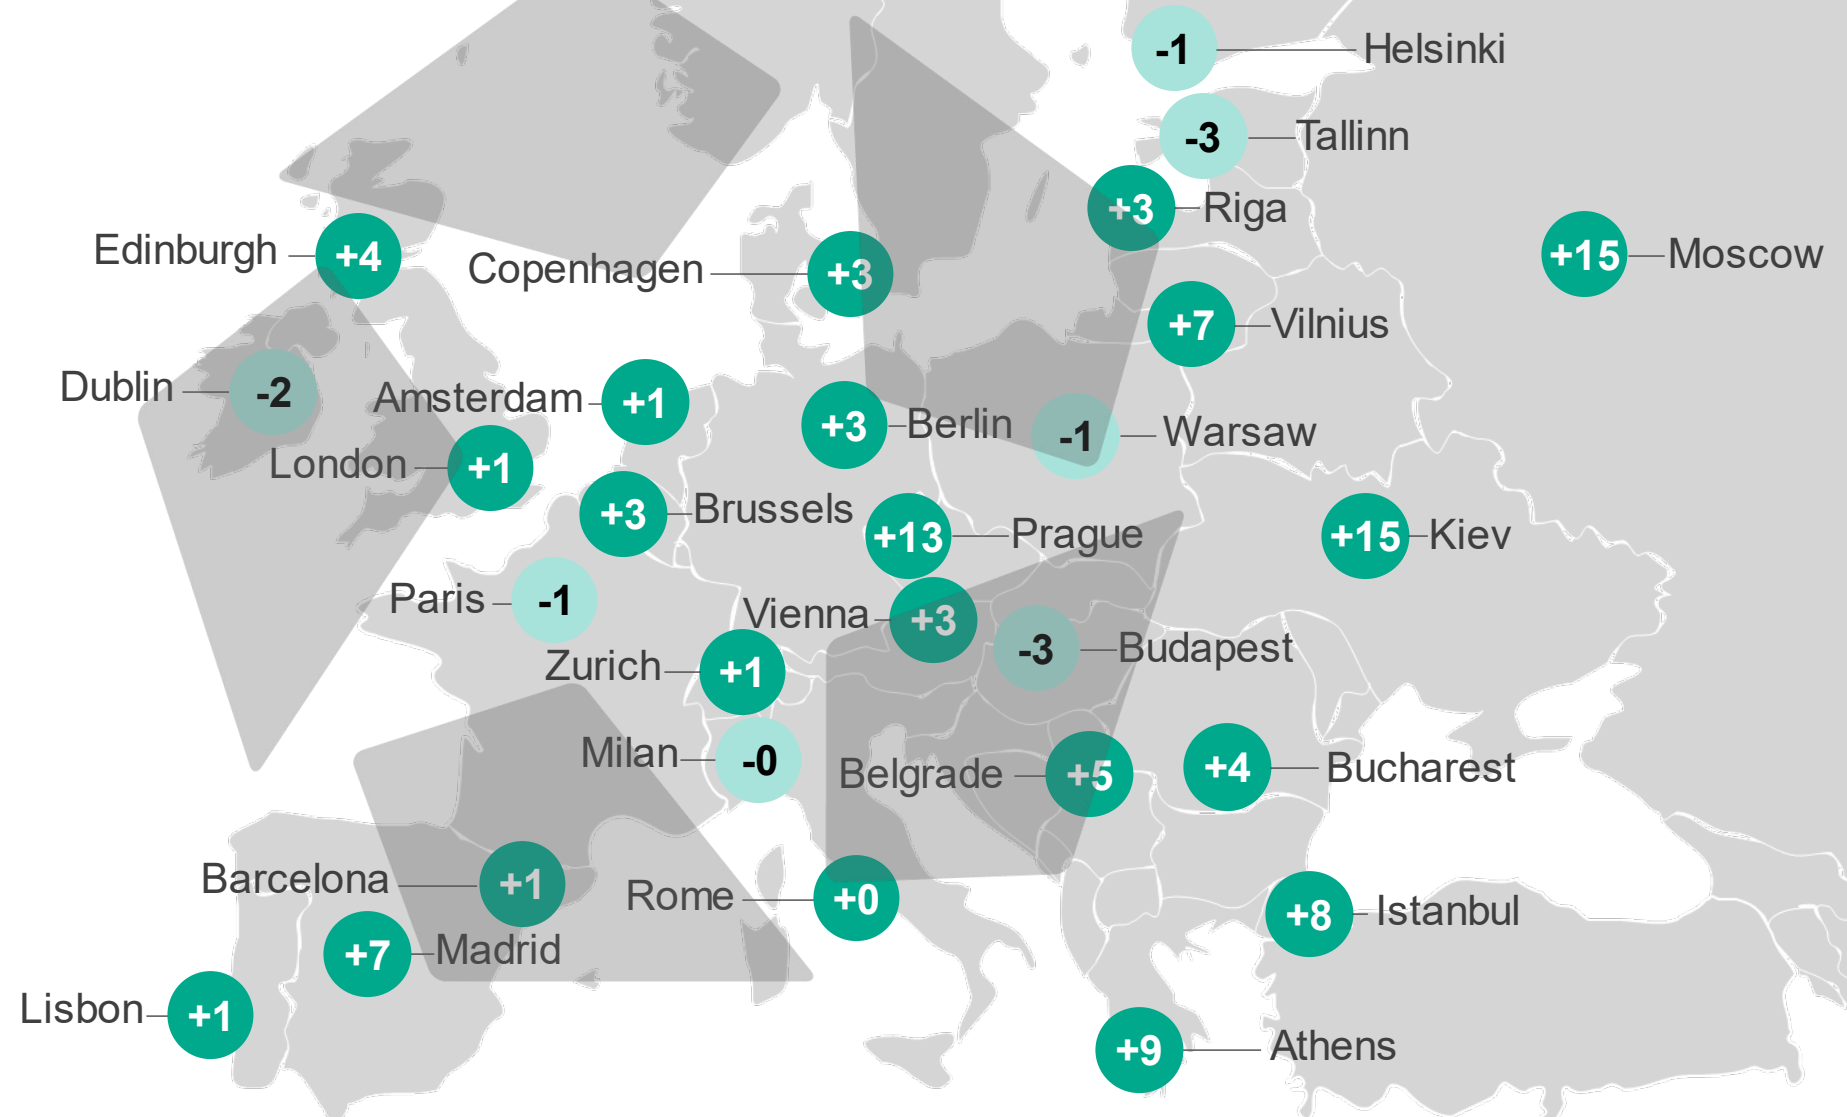 -1 Helsinki
-3 Tallinn
+3 Riga
Edinburgh +4
Copenhagen +3
+15 Moscow
+7 Vilnius
Dublin -2
Amsterdam +1
+3 Berlin
-1 Warsaw
London +1
+3 Brussels
+13 Prague
+15 Kiev
Paris -1
Vienna +3
-3 Budapest
Zurich +1
Milan -0
Belgrade +5
+4 Bucharest
Barcelona +1
Rome +0
+8 Istanbul
+7 Madrid
Lisbon +1
+9 Athens